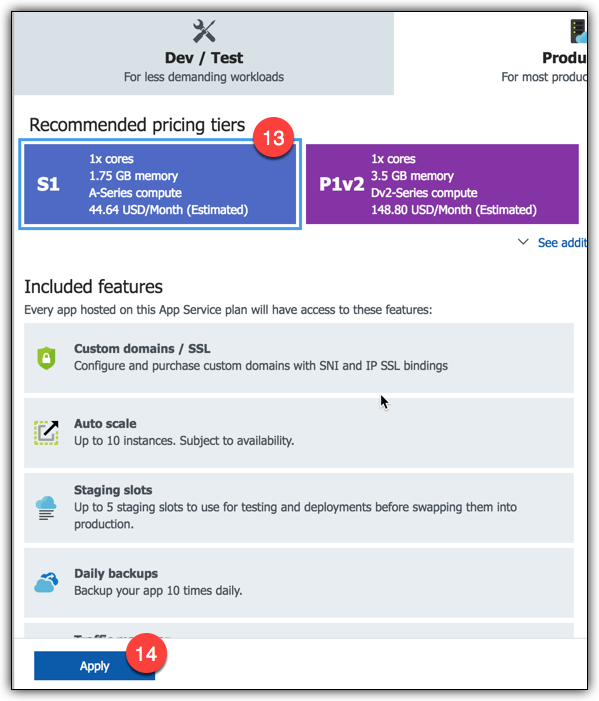 Dev / Test
For less demanding workloads
Produ
For most produc
Recommended pricing tiers
13
S1
1x cores
1.75 GB memory
A-Series compute
44.64 USD/Month (Estimated)
P1v2
1x cores
3.5 GB memory
Dv2-Series compute
148.80 USD/Month (Estimated)
See addit
Included features
Every app hosted on this App Service plan will have access to these features:
Custom domains / SSL
Configure and purchase custom domains with SNI and IP SSL bindings
Auto scale
Up to 10 instances. Subject to availability.
Staging slots
Up to 5 staging slots to use for testing and deployments before swapping them into
production.
Daily backups
Backup your app 10 times daily.
Apply
14